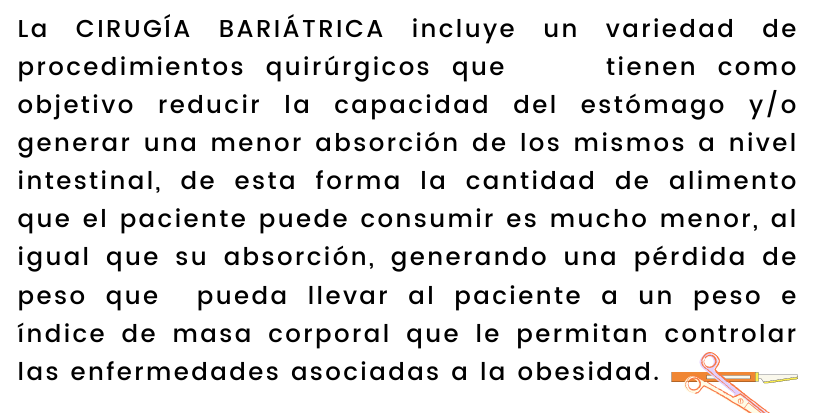 La CIRUGÍA BARIÁTRICA incluye un variedad de
procedimientos quirúrgicos que tienen como
objetivo reducir la capacidad del estómago y/o
generar una menor absorción de los mismos a nivel
intestinal, de esta forma la cantidad de alimento
que el paciente puede consumir es mucho menor, al
igual que su absorción, generando una pérdida de
peso que pueda llevar al paciente a un peso e
índice de masa corporal que le permitan controlar
las enfermedades asociadas a la obesidad.